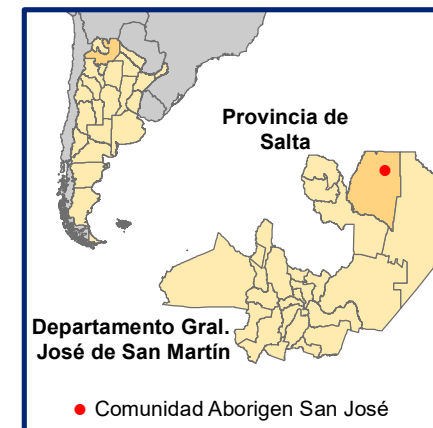 Provincia de
Salta
Departamento Gral.
José de San Martín
Comunidad Aborigen San José